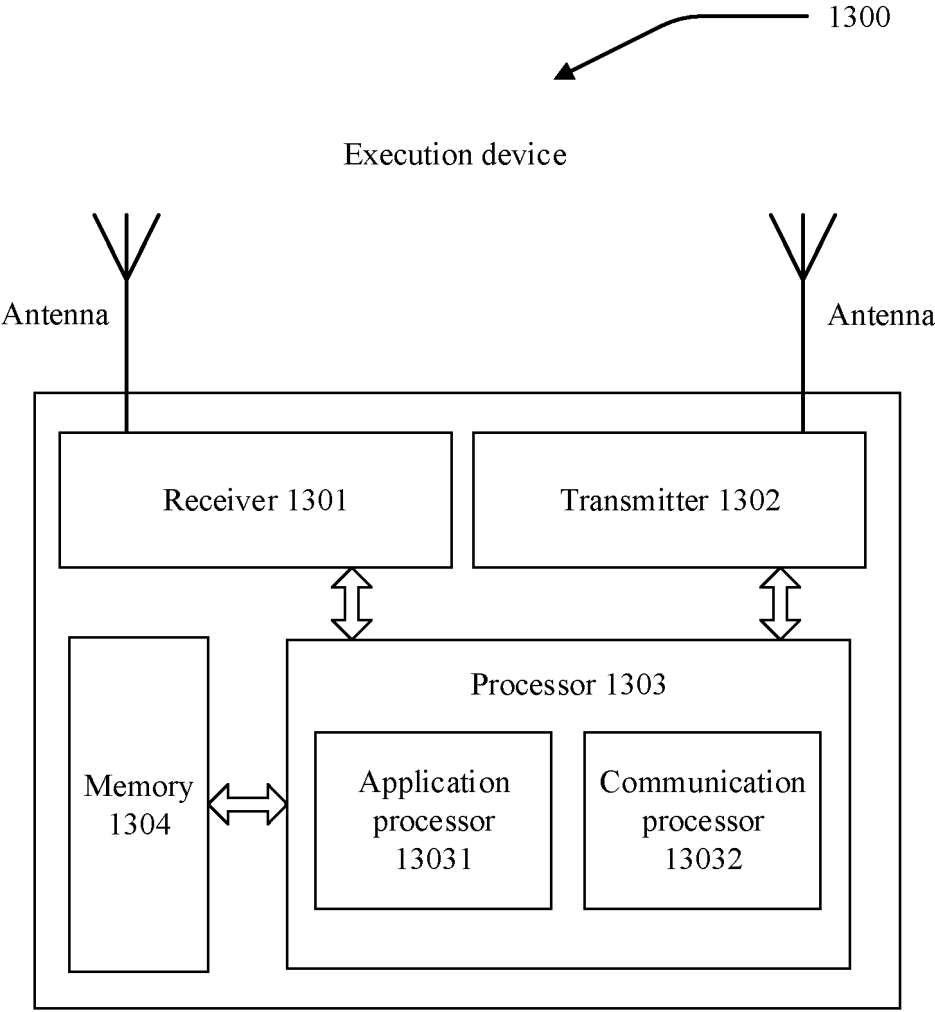 1300
Execution device
Antenna
Antenna
Receiver 1301
Transmitter 1302
Processor 1303
Memory
1304
Application
processor
13031
Communication
processor
13032